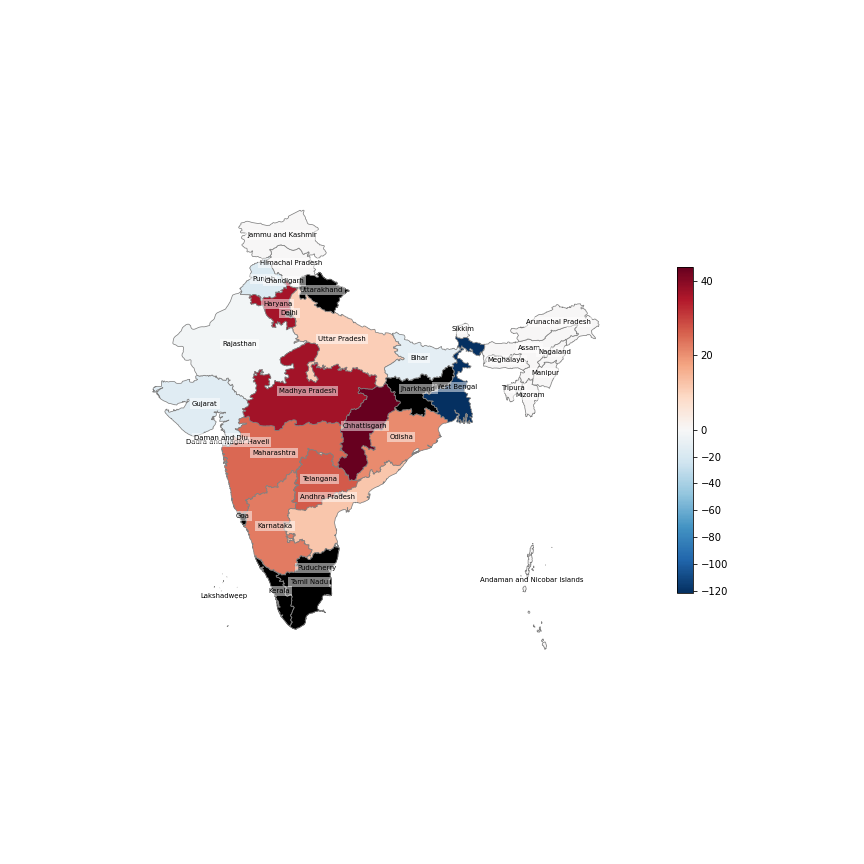 Jammu and Kashmir
Himachal Pradesh
Chandigarh
Uttarakhand
Haryana
Delhi
Sikkim
Arunachal Pradesh
Uttar Pradesh
Rajasthan
Assam
Nagaland
Bihar
Meghalaya
Manipur
Jharkhand
West Bengal
Tripura
Mizoram
Madhya Pradesh
Gujarat
Chhattisgarh
Odisha
Daman and Diu
Dadra and Nagar Haveli
Maharashtra
Telangana
Andhra Pradesh
Goa
Karnataka
Puducherry
Tamil Nadu
Kerala
Lakshadweep
Andaman and Nicobar Islands
40
20
0
−20
−40
−60
−80
−100
−120